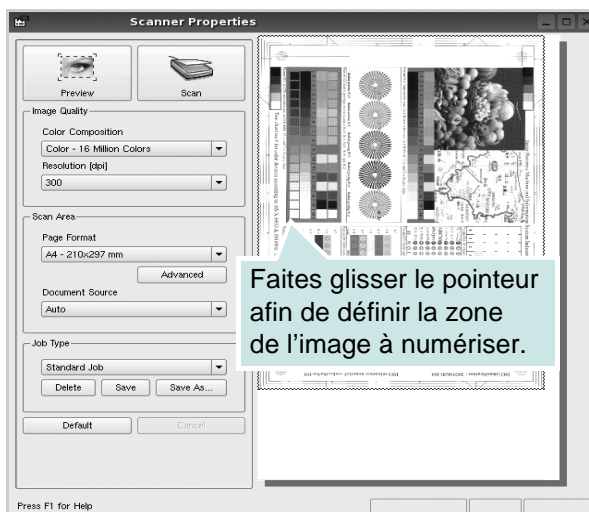 Scanner Properties
Preview
Scan
Image Quality
Color Composition
Color - 16 Million Colors
Resolution [dpi]
300
Scan Area
Page Format
A4 - 210x297 mm
Advanced
Document Source
Auto
Job Type
Standard Job
Delete
Save
Save As...
Default
Cancel
Faites glisser le pointeur
afin de définir la zone
de l'image à numériser.
Press F1 for Help